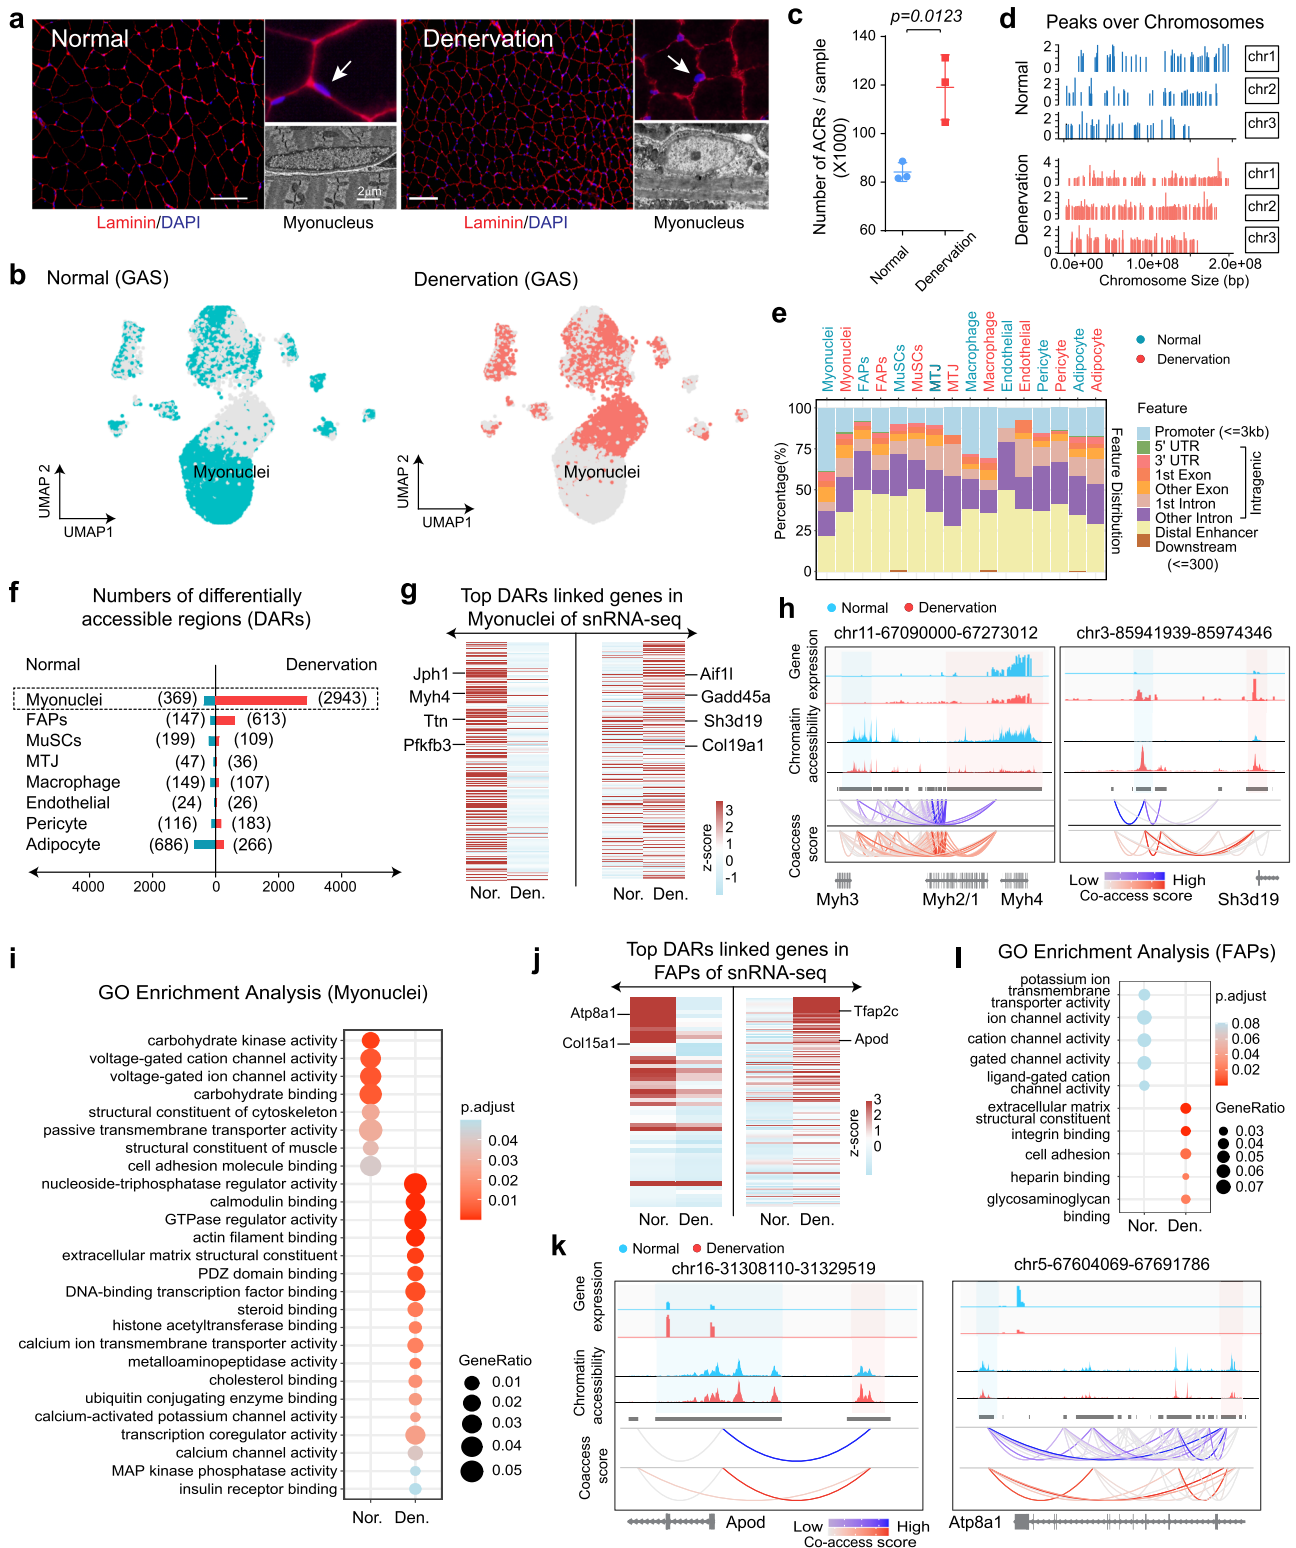 a
Normal
Denervation
2μm
Laminin/DAPI
Myonucleus
Laminin/DAPI
Myonucleus
b
Normal (GAS)
Denervation (GAS)
Myonuclei
Myonuclei
UMAP 2
UMAP1
UMAP 2
UMAP1
c
p=0.0123
Number of ACRs / sample
(X1000)
140
120
100
80
60
Normal
Denervation
d
Peaks over Chromosomes
Normal
2
0
chr1
2
0
chr2
2
0
chr3
Denervation
4
2
0
chr1
2
0
chr2
2
0
chr3
0.0e+00
1.0e+08
2.0e+08
Chromosome Size (bp)
e
Myonuclei
Myonuclei
FAPs
FAPs
MuSCs
MuSCs
MTJ
MTJ
Macrophage
Macrophage
Endothelial
Endothelial
Pericyte
Pericyte
Adipocyte
Adipocyte
Normal
Denervation
Percentage(%)
100
75
50
25
0
Feature Distribution
Feature
Promoter (<=3kb)
5' UTR
3' UTR
1st Exon
Other Exon
1st Intron
Other Intron
Distal Enhancer
Downstream
(<=300)
Intragenic
f
Numbers of differentially
accessible regions (DARs)
Normal
Denervation
Myonuclei (369) (2943)
FAPs (147) (613)
MuSCs (199) (109)
MTJ (47) (36)
Macrophage (149) (107)
Endothelial (24) (26)
Pericyte (116) (183)
Adipocyte (686) (266)
4000 2000 0 2000 4000
g
Top DARs linked genes in
Myonuclei of snRNA-seq
Jph1
Myh4
Ttn
Pfkfb3
Aif1l
Gadd45a
Sh3d19
Col19a1
z-score
3
2
1
0
-1
Nor. Den.
Nor. Den.
h
Normal
Denervation
chr11-67090000-67273012
chr3-85941939-85974346
Gene
expression
Chromatin
accessibility
Coaccess
score
Myh3
Myh2/1
Myh4
Low
High
Co-access score
Sh3d19
i
GO Enrichment Analysis (Myonuclei)
carbohydrate kinase activity
voltage-gated cation channel activity
voltage-gated ion channel activity
carbohydrate binding
structural constituent of cytoskeleton
passive transmembrane transporter activity
structural constituent of muscle
cell adhesion molecule binding
nucleoside-triphosphatase regulator activity
calmodulin binding
GTPase regulator activity
actin filament binding
extracellular matrix structural constituent
PDZ domain binding
DNA-binding transcription factor binding
steroid binding
histone acetyltransferase binding
calcium ion transmembrane transporter activity
metalloaminopeptidase activity
cholesterol binding
ubiquitin conjugating enzyme binding
calcium-activated potassium channel activity
transcription coregulator activity
calcium channel activity
MAP kinase phosphatase activity
insulin receptor binding
Nor. Den.
p.adjust
0.04
0.03
0.02
0.01
GeneRatio
0.01
0.02
0.03
0.04
0.05
j
Top DARs linked genes in
FAPs of snRNA-seq
Atp8a1
Col15a1
Tfap2c
Apod
z-score
3
2
1
0
Nor. Den.
Nor. Den.
l
GO Enrichment Analysis (FAPs)
potassium ion
transmembrane
transporter activity
ion channel activity
cation channel activity
gated channel activity
ligand-gated cation
channel activity
extracellular matrix
structural constituent
integrin binding
cell adhesion
heparin binding
glycosaminoglycan
binding
Nor. Den.
p.adjust
0.08
0.06
0.04
0.02
GeneRatio
0.03
0.04
0.05
0.06
0.07
k
Normal
Denervation
chr16-31308110-31329519
chr5-67604069-67691786
Gene
expression
Chromatin
accessibility
Coaccess
score
Apod
Low
High
Co-access score
Atp8a1